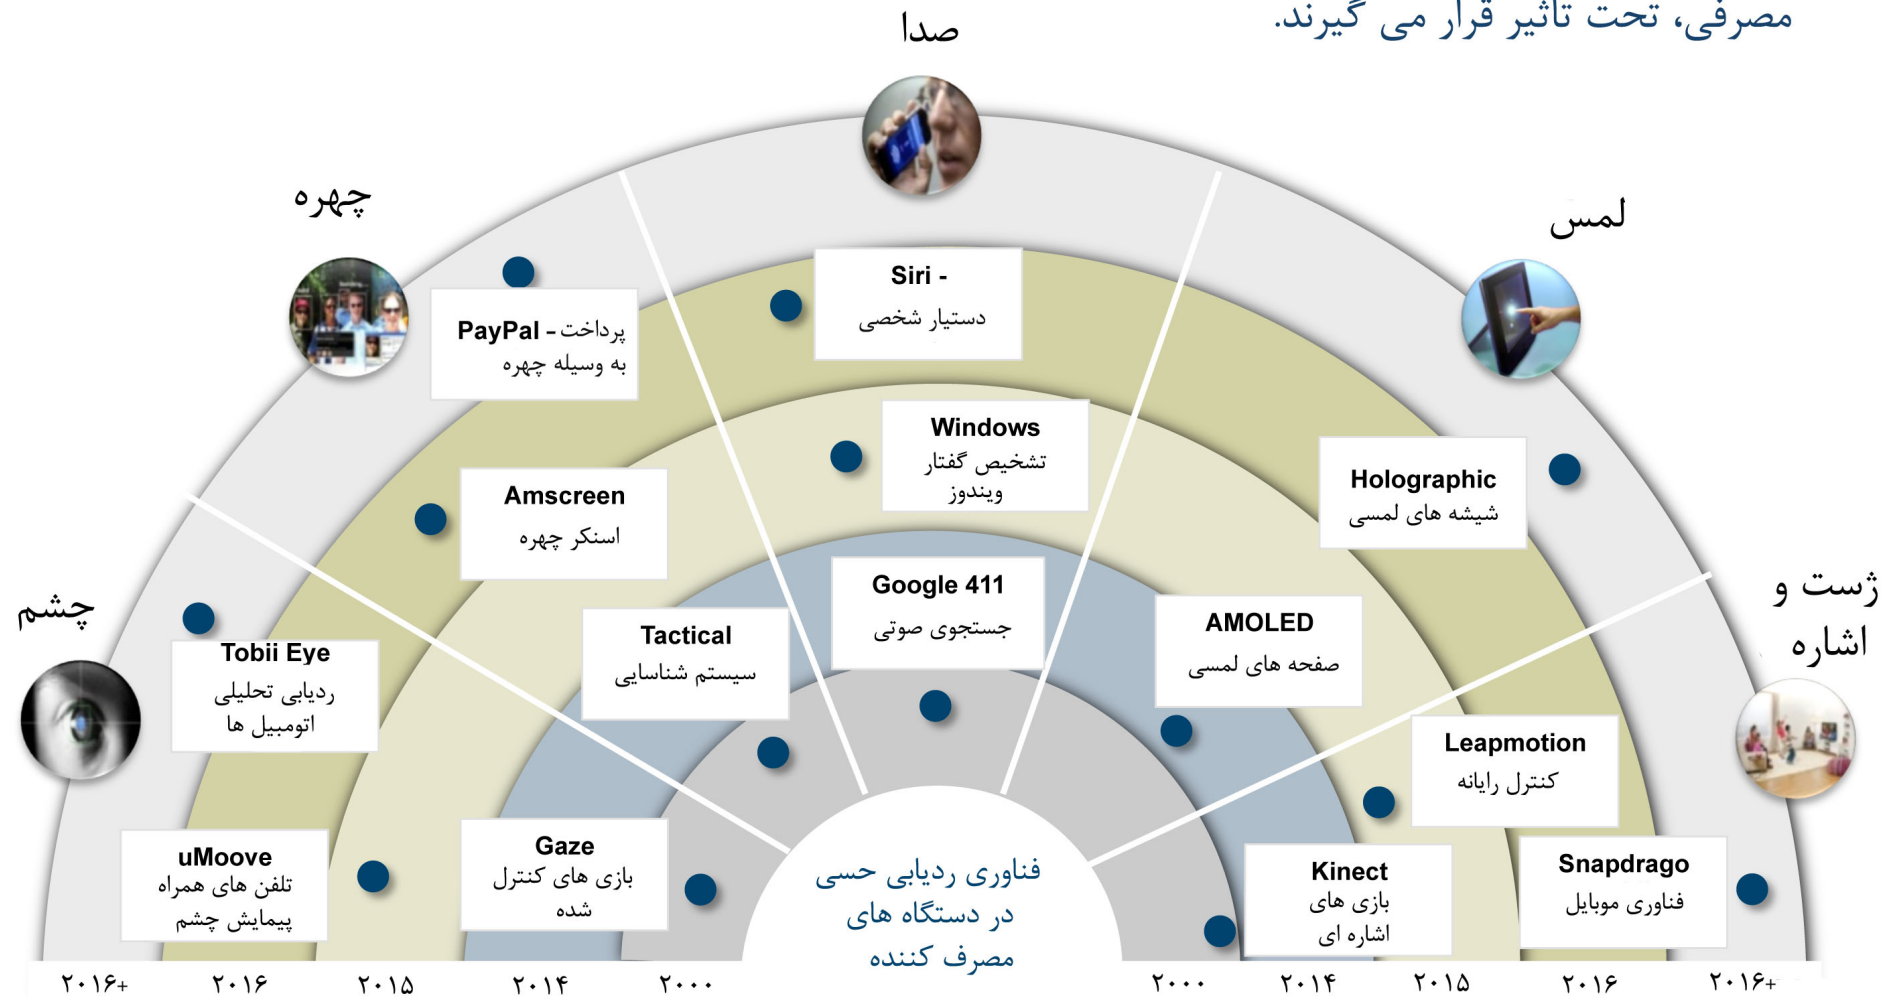 مصرفی، تحت تاثیر قرار می گیرند.
صدا
چهره
لمس
ژست و
اشاره
چشم
Siri -
دستیار شخصی
PayPal - پرداخت
به وسیله چهره
Windows
تشخیص گفتار
ویندوز
Holographic
شیشه های لمسی
Amscreen
اسنکر چهره
Google 411
جستجوی صوتی
AMOLED
صفحه های لمسی
Tactical
سیستم شناسایی
Tobii Eye
ردیابی تحلیلی
اتومبیل ها
Leapmotion
کنترل رایانه
uMoove
تلفن های همراه
پیمایش چشم
Gaze
بازی های کنترل
شده
Kinect
بازی های
اشاره ای
Snapdrago
فناوری موبایل
فناوری ردیابی حسی
در دستگاه های
مصرف کننده
۲۰۱۶+ ۲۰۱۶ ۲۰۱۵ ۲۰۱۴ ۲۰۰۰ ۲۰۰۰ ۲۰۱۴ ۲۰۱۵ ۲۰۱۶ ۲۰۱۶+